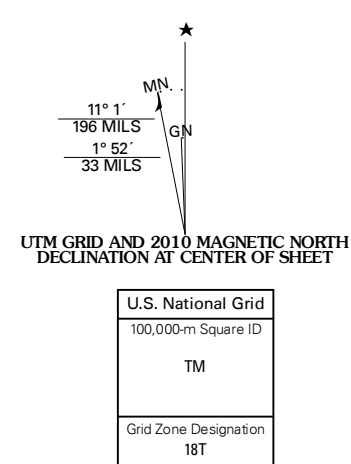 ★
MN
11° 1´
196 MILS
GN
1° 52´
33 MILS
UTM GRID AND 2010 MAGNETIC NORTH
DECLINATION AT CENTER OF SHEET
U.S. National Grid
100,000-m Square ID
TM
Grid Zone Designation
18T